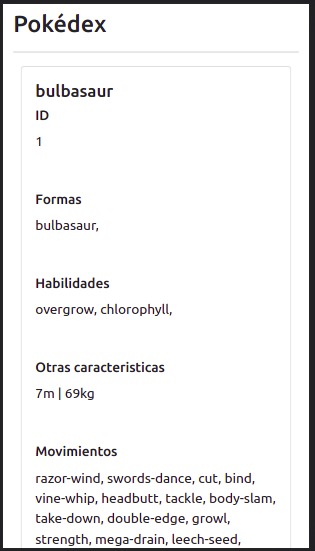 Pokédex
bulbasaur
ID
1
Formas
bulbasaur,
Habilidades
overgrow, chlorophyll,
Otras caracteristicas
7m | 69kg
Movimientos
razor-wind, swords-dance, cut, bind,
vine-whip, headbutt, tackle, body-slam,
take-down, double-edge, growl,
strength, mega-drain, leech-seed,